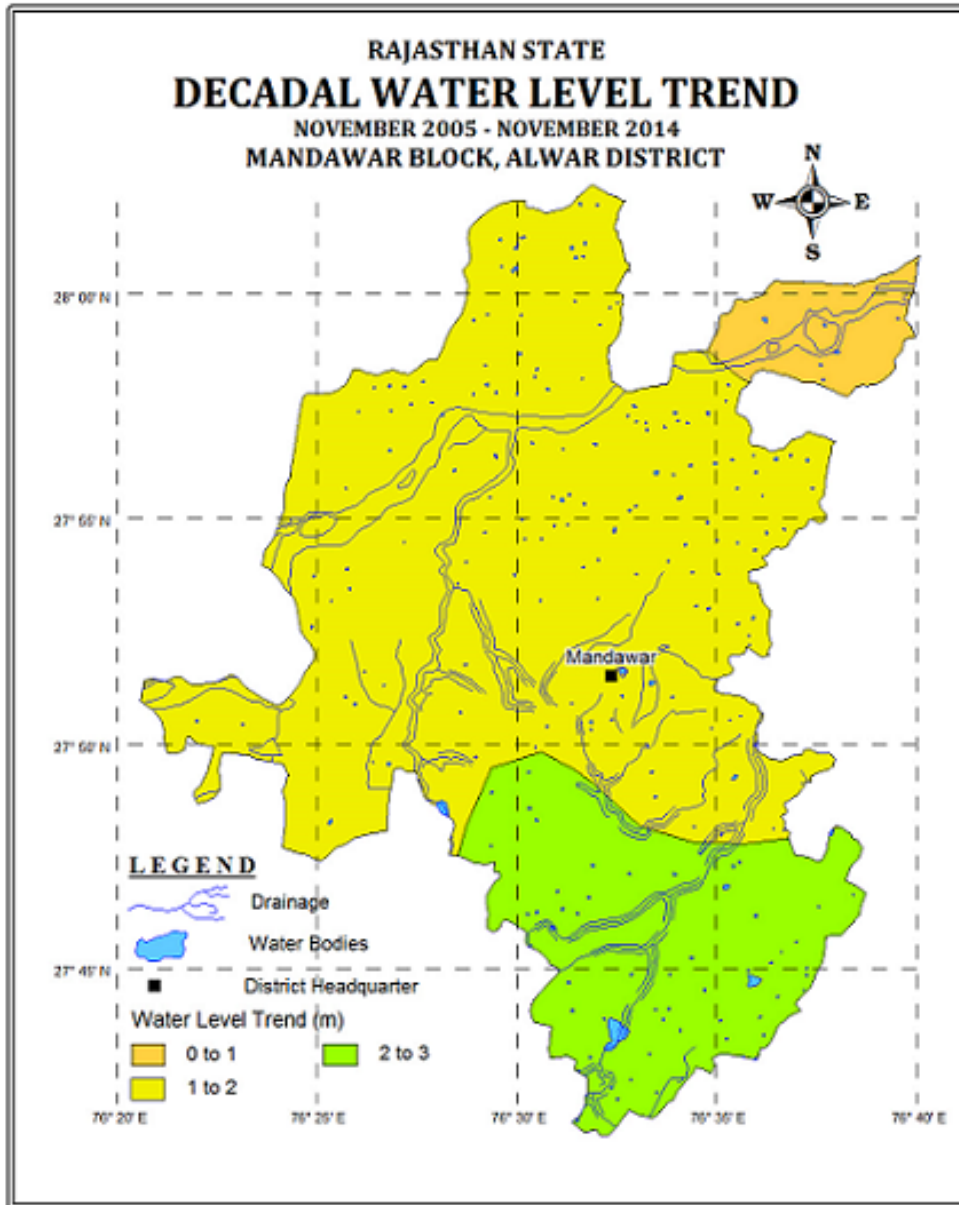 RAJASTHAN STATE
DECADAL WATER LEVEL TREND
NOVEMBER 2005 - NOVEMBER 2014
MANDAWAR BLOCK, ALWAR DISTRICT
N
W E
S
28° 00' N
27° 55' N
Mandawar
27° 50' N
LEGEND
Drainage
Water Bodies
27° 45' N
District Headquarter
Water Level Trend (m)
0 to 1 2 to 3
1 to 2
76° 20' E 76° 25' E 76° 30' E 76° 35' E 76° 40' E